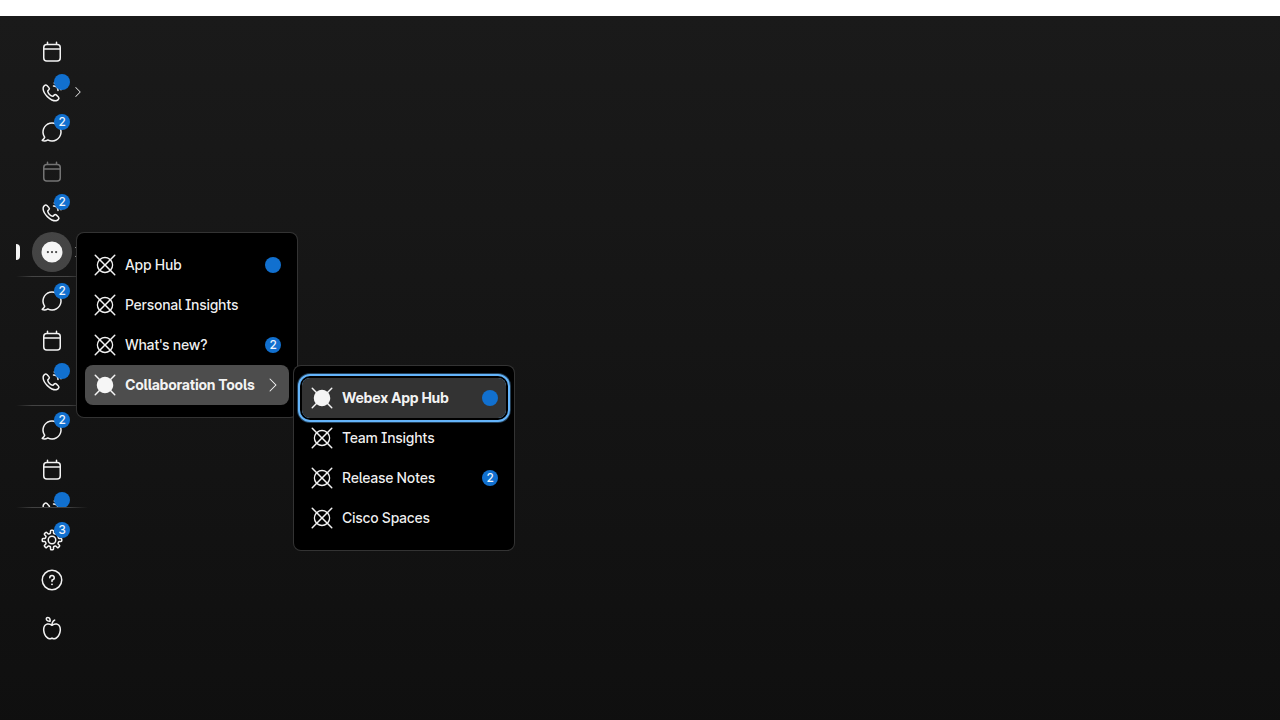 2
2
App Hub
Personal Insights
What's new?
2
Collaboration Tools
2
2
3
Webex App Hub
Team Insights
Release Notes
2
Cisco Spaces